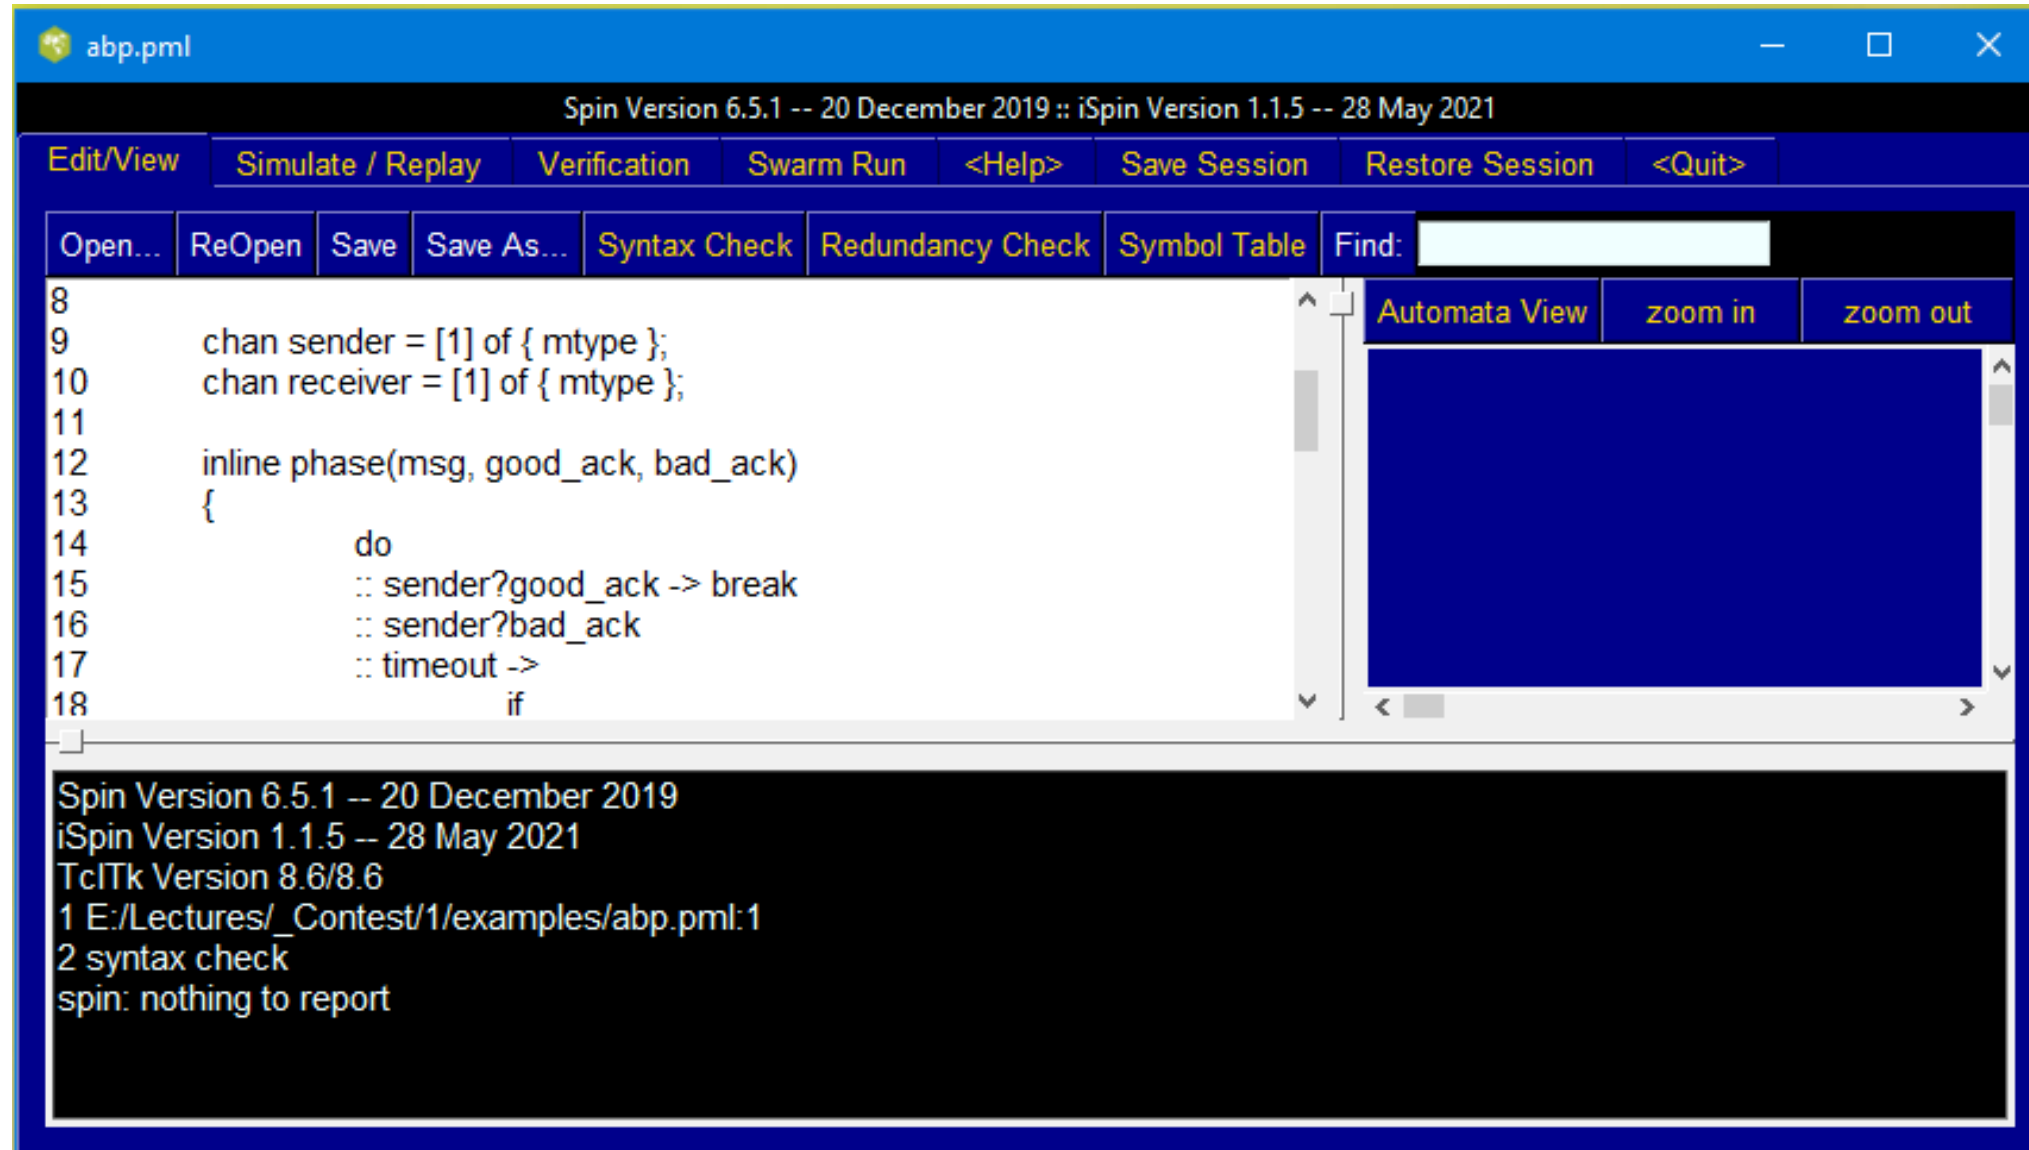 abp.pml
Spin Version 6.5.1 -- 20 December 2019 :: iSpin Version 1.1.5 -- 28 May 2021
Edit/View Simulate / Replay Verification Swarm Run <Help> Save Session Restore Session <Quit>
Open... ReOpen Save Save As... Syntax Check Redundancy Check Symbol Table Find:
Automata View zoom in zoom out
8
9 chan sender = [1] of { mtype };
10 chan receiver = [1] of { mtype };
11
12 inline phase(msg, good_ack, bad_ack)
13 {
14 do
15 :: sender?good_ack -> break
16 :: sender?bad_ack
17 :: timeout ->
18 if
Spin Version 6.5.1 -- 20 December 2019
iSpin Version 1.1.5 -- 28 May 2021
TclTk Version 8.6/8.6
1 E:/Lectures/_Contest/1/examples/abp.pml:1
2 syntax check
spin: nothing to report